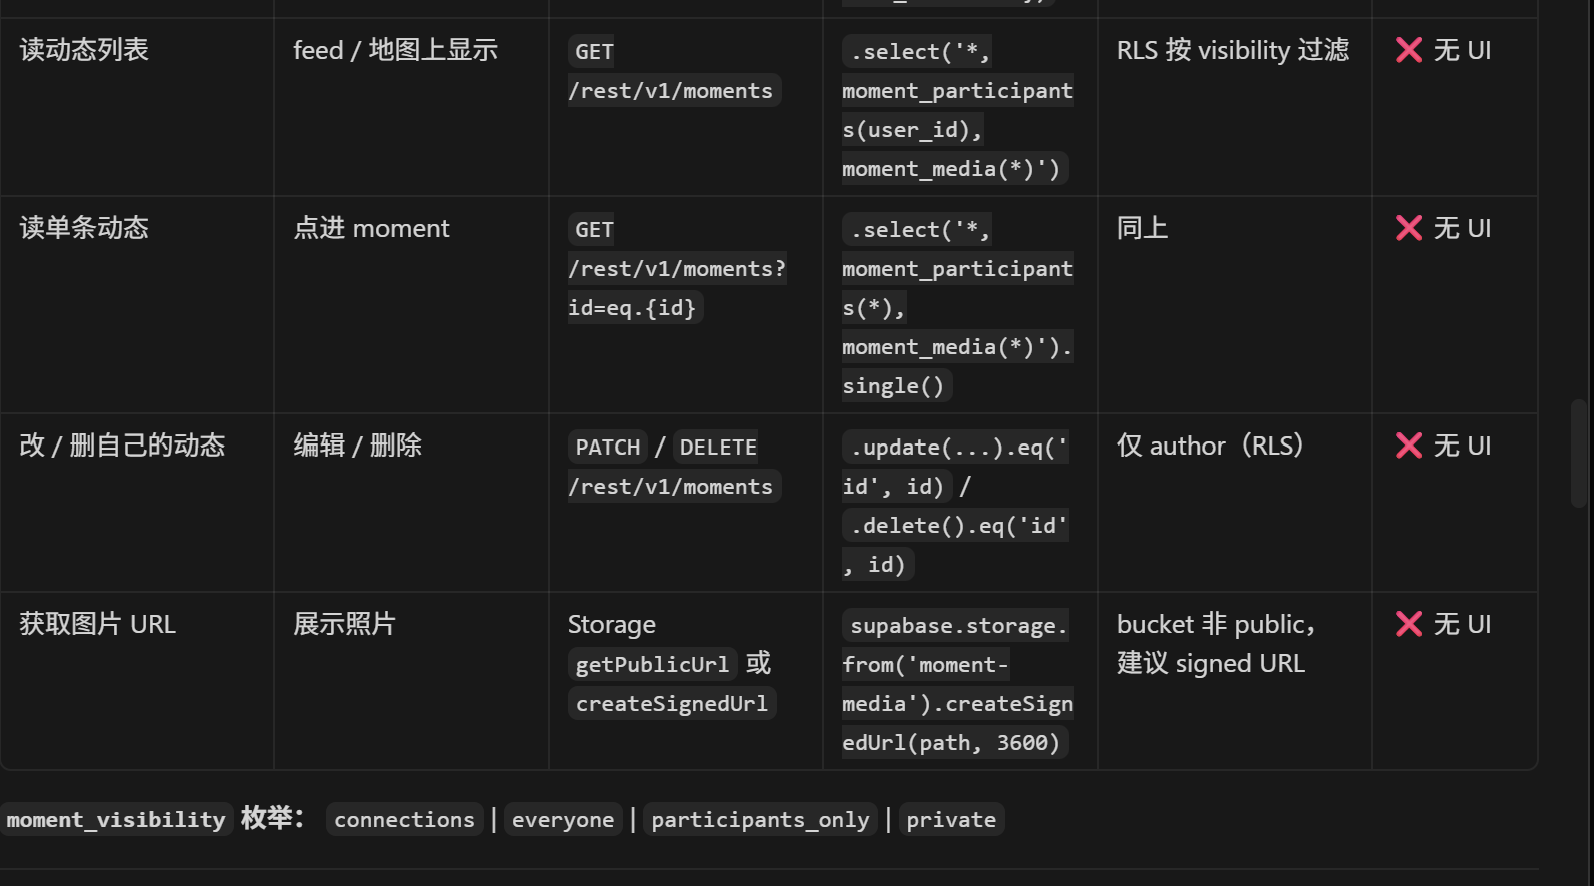 读动态列表
feed / 地图上显示
GET
/rest/v1/moments
.select('*,
moment_participant
s(user_id),
moment_media(*)')
RLS 按 visibility 过滤
❌ 无 UI
读单条动态
点进 moment
GET
/rest/v1/moments?
id=eq.{id}
.select('*,
moment_participant
s(*),
moment_media(*)').
single()
同上
❌ 无 UI
改 / 删自己的动态
编辑 / 删除
PATCH / DELETE
/rest/v1/moments
.update(...).eq('
id', id) /
.delete().eq('id'
, id)
仅 author（RLS）
❌ 无 UI
获取图片 URL
展示照片
Storage
getPublicUrl 或
createSignedUrl
supabase.storage.
from('moment-
media').createSign
edUrl(path, 3600)
bucket 非 public，
建议 signed URL
❌ 无 UI
moment_visibility 枚举： connections | everyone | participants_only | private